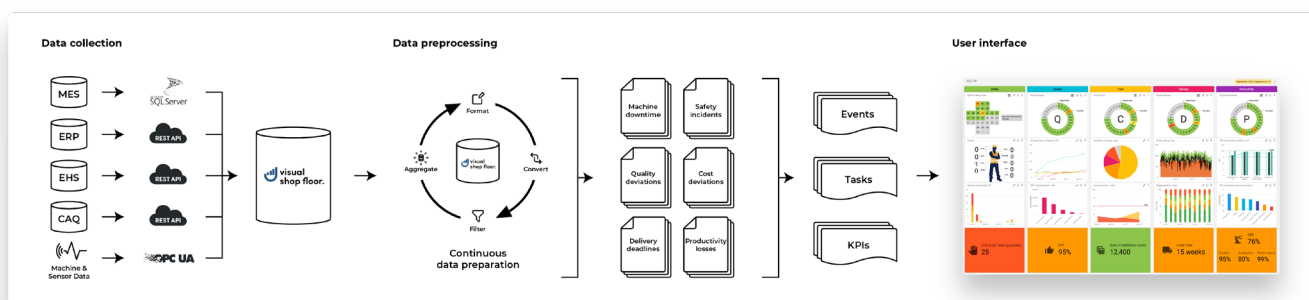 Data collection
Data preprocessing
User interface
MES
SQL Server
ERP
REST API
EHS
REST API
CAQ
REST API
Machine &
Sensor Data
OPC UA
visual
shop floor.
Format
Aggregate
visual
shop floor.
Convert
Filter
Continuous
data preparation
Machine
downtime
Safety
incidents
Quality
deviations
Cost
deviations
Delivery
deadlines
Productivity
losses
Events
Tasks
KPIs
Q
C
D
P
25
95%
12,400
15 weeks
76%
95%
80%
99%